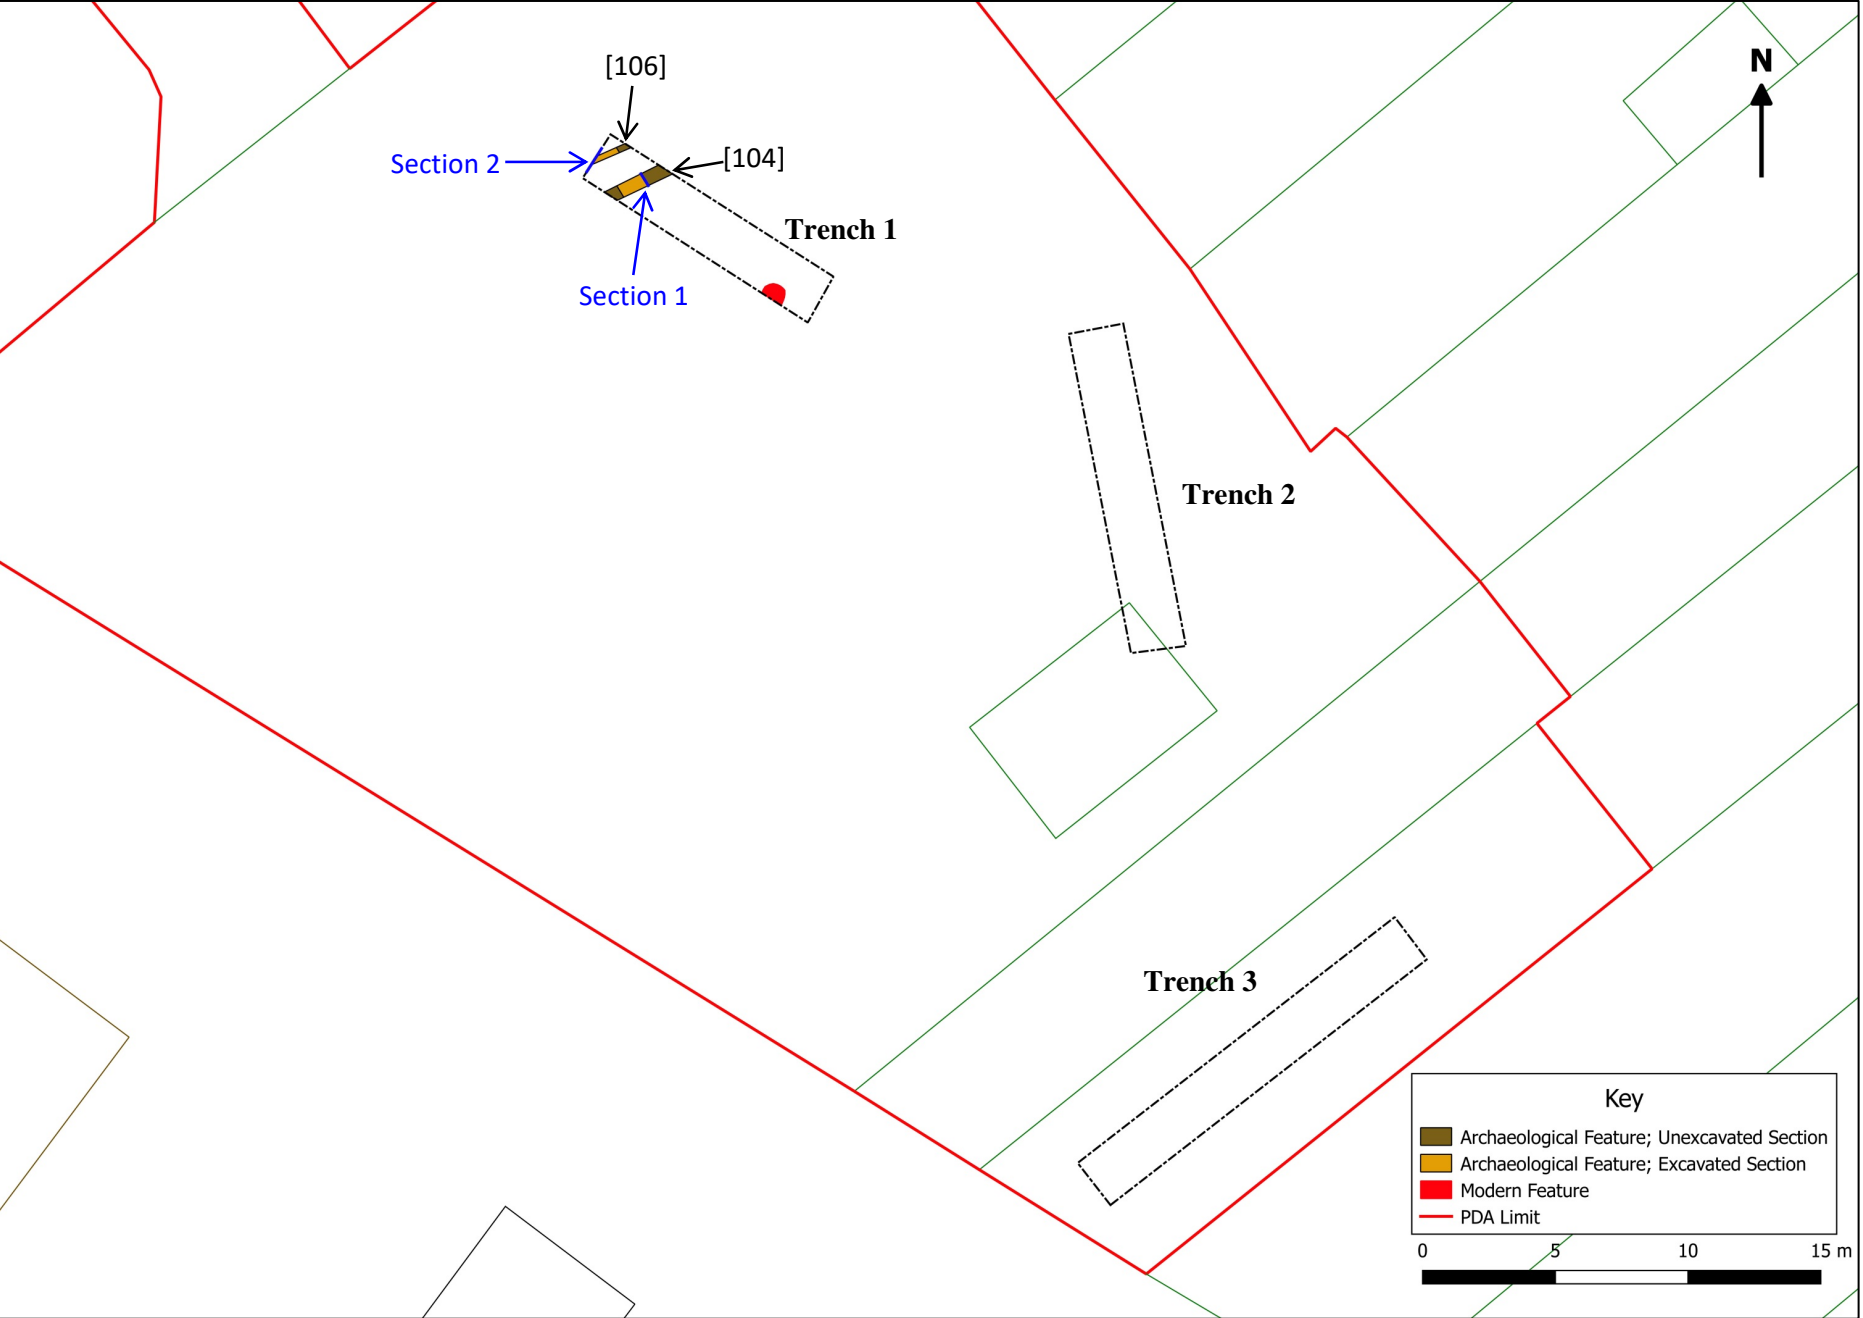 N
[106]
Section 2
[104]
Trench 1
Section 1
Trench 2
Trench 3
Key
Archaeological Feature; Unexcavated Section
Archaeological Feature; Excavated Section
Modern Feature
PDA Limit
0 5 10 15 m